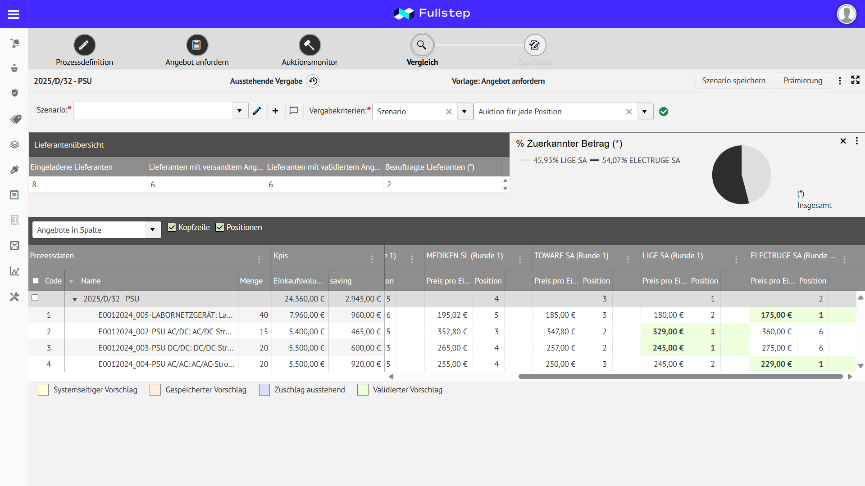 Fullstep
Prozessdefinition
Angebot anfordern
Auktionsmonitor
Vergleich
Zuschläge
2025/D/32 - PSU
Ausstehende Vergabe
Vorlage: Angebot anfordern
Szenario speichern
Prämierung
Szenario:*
Vergabekriterien:*
Szenario
Auktion für jede Position
Lieferantenübersicht
Eingeladene Lieferanten Lieferanten mit versandtem Ang... Lieferanten mit validiertem Ang... Beauftragte Lieferanten (*)
8 6 6 2
% Zuerkannter Betrag (*)
45,93% LIGE SA 54,07% ELECTRUGE SA
(*)
Insgesamt
Angebote in Spalte
Kopfzeile Positionen
Prozessdaten Kpis e 1) MEDIKEN SL (Runde 1) TOWARE SA (Runde 1) LIGE SA (Runde 1) ELECTRUGE SA (Runde ...
Code Name Menge Einkaufsvolu... saving on Preis pro Ei... Position Preis pro Ei... Position Preis pro Ei... Position Preis pro Ei... Position
2025/D/32 PSU 24.360,00 € 2.945,00 € 5 4 3 1 2
1 E0012024_005-LABORNETZGERÄT: La... 40 7.960,00 € 960,00 € 6 195,02 € 5 185,00 € 3 180,00 € 2 175,00 € 1
2 E0012024_002-PSU AC/DC: AC/DC-Str... 15 5.400,00 € 465,00 € 5 352,80 € 3 347,80 € 2 329,00 € 1 360,00 € 6
3 E0012024_003-PSU DC/DC: DC/DC-Str... 20 5.500,00 € 600,00 € 3 265,00 € 4 257,00 € 2 245,00 € 1 275,00 € 6
4 E0012024_004-PSU AC/AC: AC/AC-Stro... 20 5.500,00 € 920,00 € 5 255,00 € 4 250,00 € 3 245,00 € 2 229,00 € 1
Systemseitiger Vorschlag Gespeicherter Vorschlag Zuschlag ausstehend Validierter Vorschlag